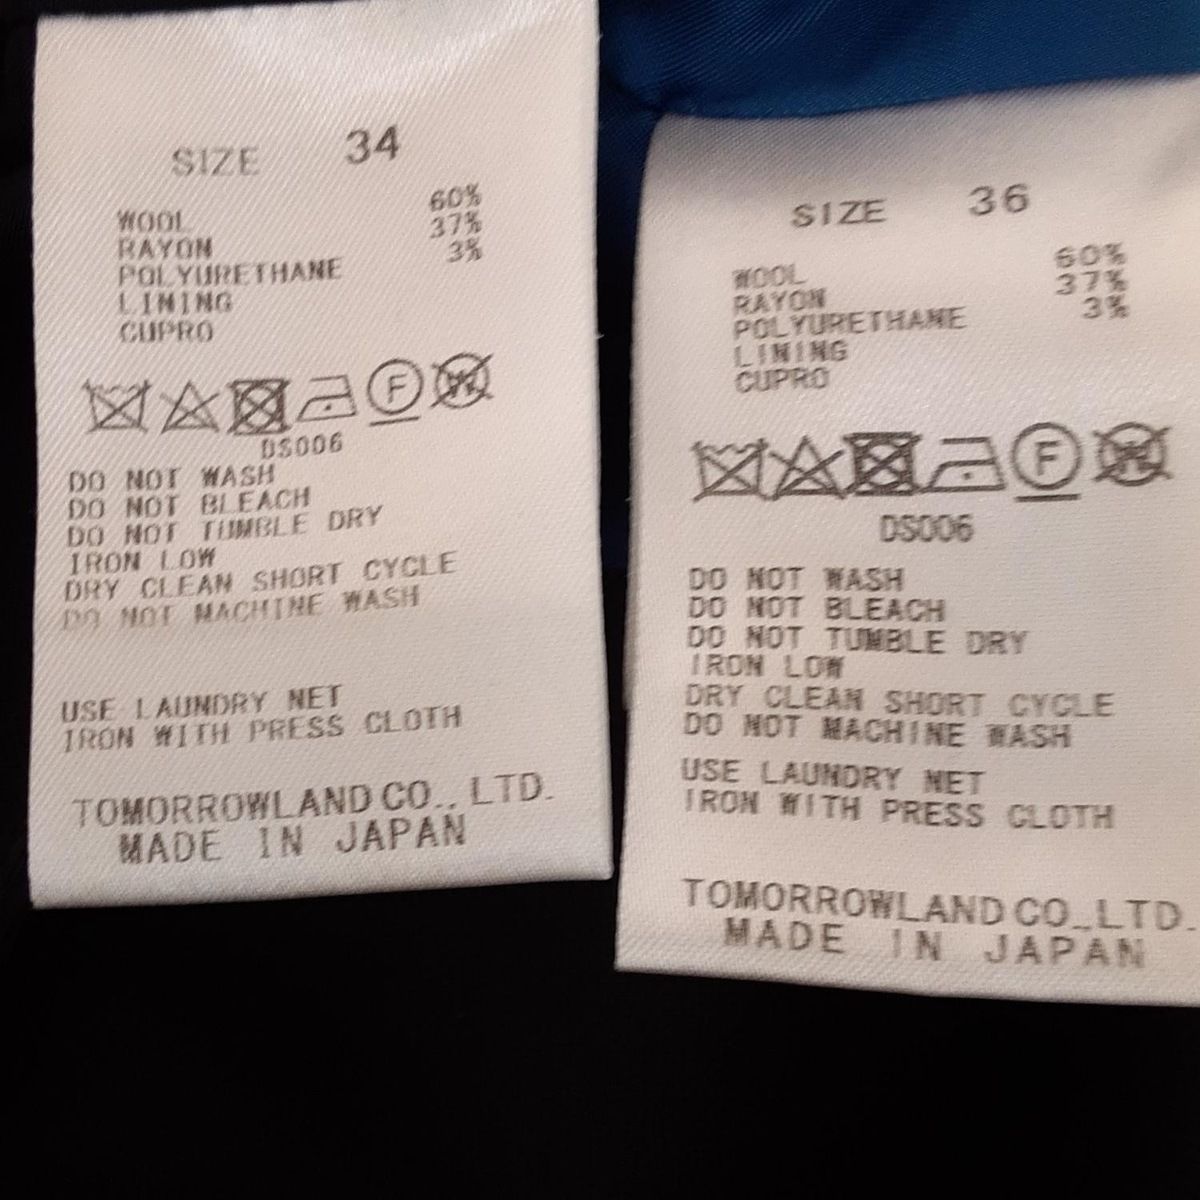 SIZE 34
WOOL 60%
RAYON 37%
POLYURETHANE 3%
LINING
CUPRO
F W
DS006
DO NOT WASH
DO NOT BLEACH
DO NOT TUMBLE DRY
IRON LOW
DRY CLEAN SHORT CYCLE
DO NOT MACHINE WASH
USE LAUNDRY NET
IRON WITH PRESS CLOTH
TOMORROWLAND CO., LTD.
MADE IN JAPAN
SIZE 36
WOOL 60%
RAYON 37%
POLYURETHANE 3%
LINING
CUPRO
F W
DS006
DO NOT WASH
DO NOT BLEACH
DO NOT TUMBLE DRY
IRON LOW
DRY CLEAN SHORT CYCLE
DO NOT MACHINE WASH
USE LAUNDRY NET
IRON WITH PRESS CLOTH
TOMORROWLAND CO.,LTD.
MADE IN JAPAN